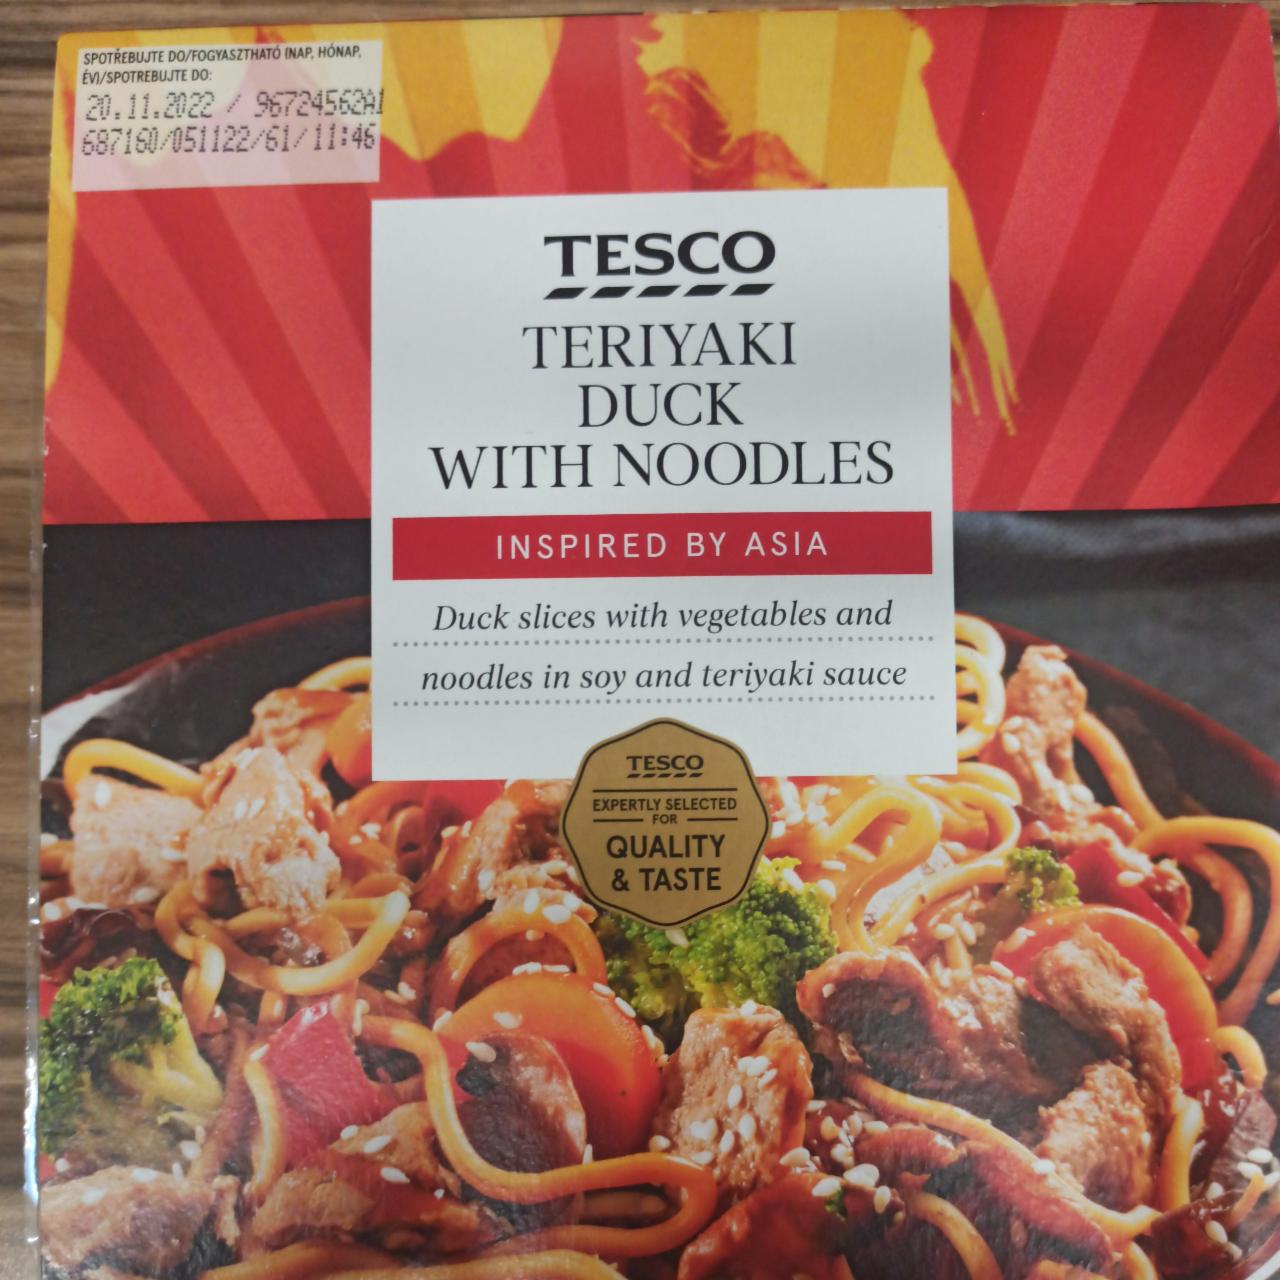 SPOTŘEBUJTE DO/FOGYASZTHATÓ (NAP, HÓNAP,
ÉV)/SPOTREBUJTE DO:
20.11.2022 / 96724562A1
687160/051122/61/11:46
TESCO
TERIYAKI
DUCK
WITH NOODLES
INSPIRED BY ASIA
Duck slices with vegetables and
noodles in soy and teriyaki sauce
TESCO
EXPERTLY SELECTED
FOR
QUALITY
& TASTE